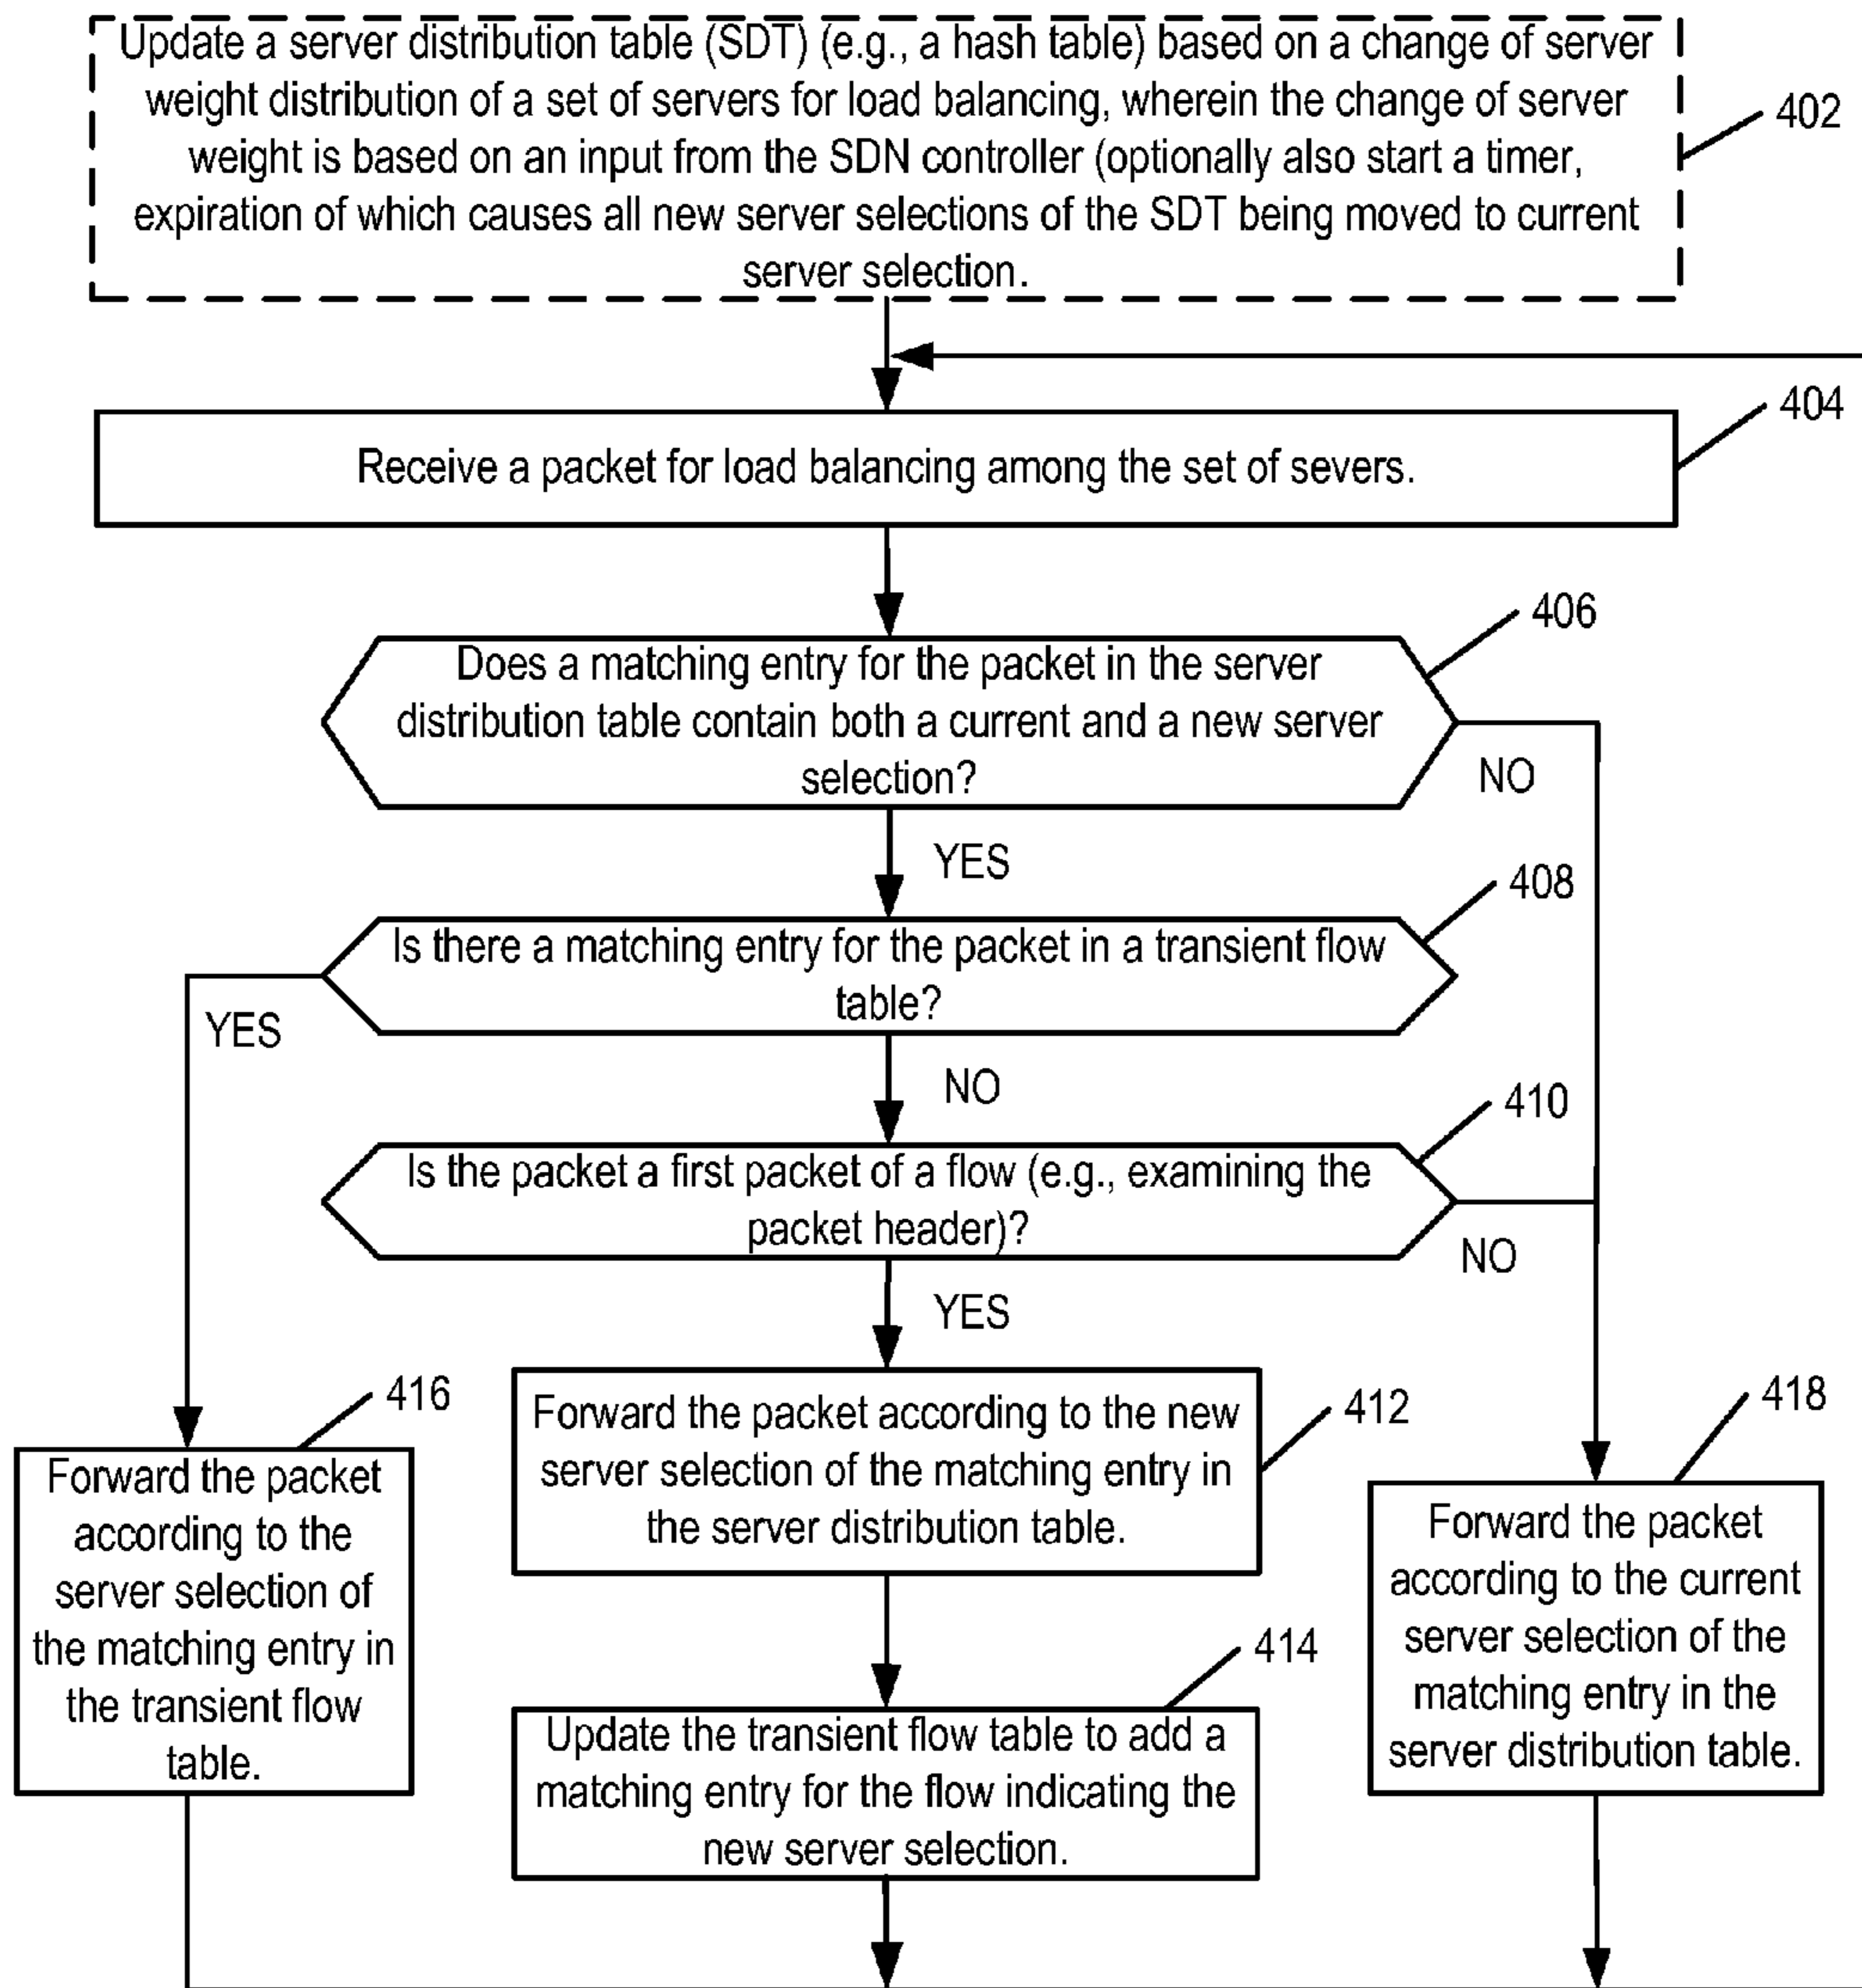 Update a server distribution table (SDT) (e.g., a hash table) based on a change of server
weight distribution of a set of servers for load balancing, wherein the change of server
weight is based on an input from the SDN controller (optionally also start a timer,
expiration of which causes all new server selections of the SDT being moved to current
server selection.
402
404
Receive a packet for load balancing among the set of severs.
406
Does a matching entry for the packet in the server
distribution table contain both a current and a new server
selection?
NO
YES
408
Is there a matching entry for the packet in a transient flow
table?
YES
NO
410
Is the packet a first packet of a flow (e.g., examining the
packet header)?
NO
YES
416
Forward the packet
according to the
server selection of
the matching entry in
the transient flow
table.
412
Forward the packet according to the new
server selection of the matching entry in
the server distribution table.
418
Forward the packet
according to the current
server selection of the
matching entry in the
server distribution table.
414
Update the transient flow table to add a
matching entry for the flow indicating the
new server selection.